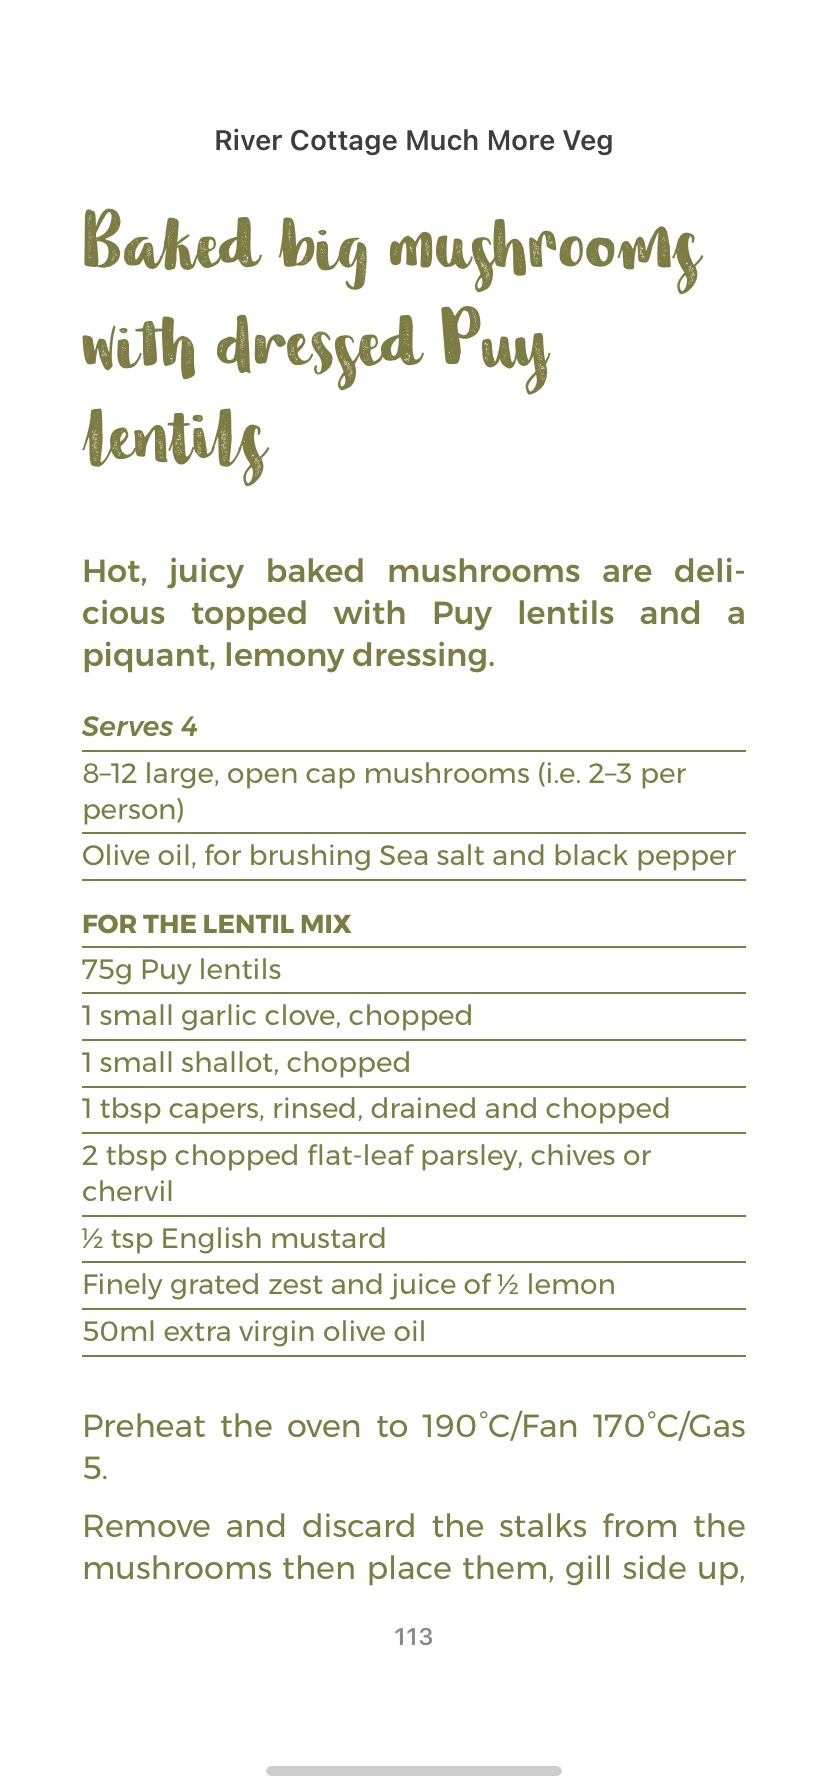 River Cottage Much More Veg
Baked big mushrooms
with dressed Puy
lentils
Hot, juicy baked mushrooms are deli-
cious topped with Puy lentils and a
piquant, lemony dressing.
Serves 4
8–12 large, open cap mushrooms (i.e. 2–3 per
person)
Olive oil, for brushing Sea salt and black pepper
FOR THE LENTIL MIX
75g Puy lentils
1 small garlic clove, chopped
1 small shallot, chopped
1 tbsp capers, rinsed, drained and chopped
2 tbsp chopped flat-leaf parsley, chives or
chervil
½ tsp English mustard
Finely grated zest and juice of ½ lemon
50ml extra virgin olive oil
Preheat the oven to 190°C/Fan 170°C/Gas
5.
Remove and discard the stalks from the
mushrooms then place them, gill side up,
113